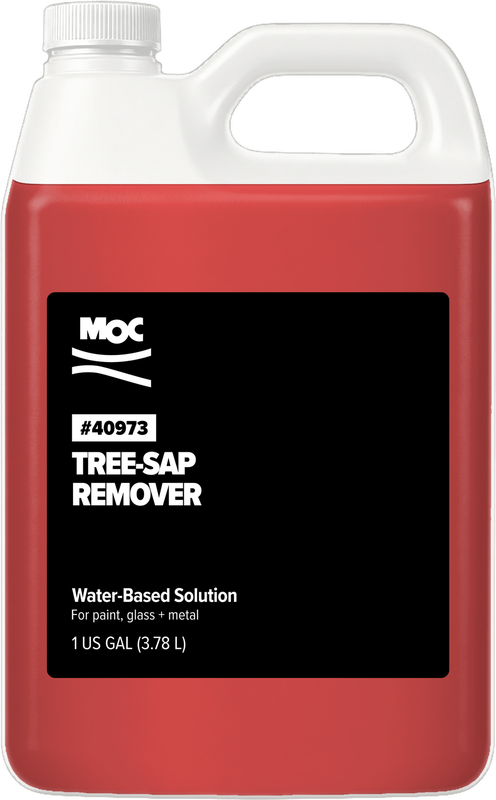 MOC
#40973
TREE-SAP
REMOVER
Water-Based Solution
For paint, glass + metal
1 US GAL (3.78 L)